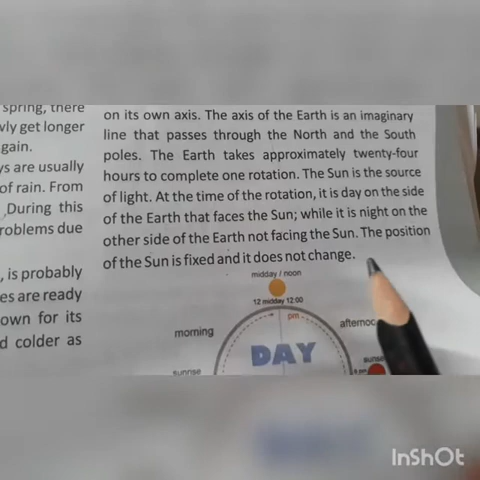 spring, there
wly get longer
gain.
ys are usually
of rain. From
During this
roblems due
, is probably
es are ready
own for its
d colder as
on its own axis. The axis of the Earth is an imaginary
line that passes through the North and the South
poles. The Earth takes approximately twenty-four
hours to complete one rotation. The Sun is the source
of light. At the time of the rotation, it is day on the side
of the Earth that faces the Sun; while it is night on the
other side of the Earth not facing the Sun. The position
of the Sun is fixed and it does not change.
midday / noon
12 midday 12:00
pm
morning
afternoo
DAY
sunrise
sunse
6 pm
InShOt